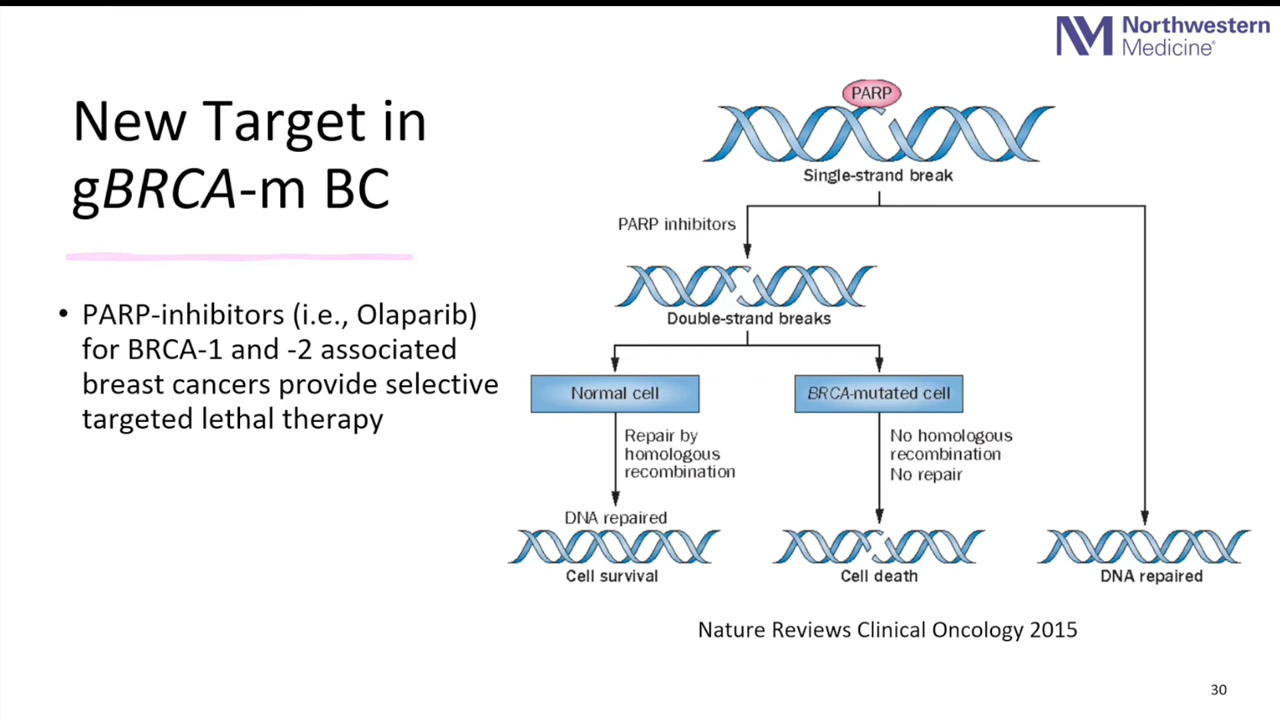 Northwestern
Medicine®
New Target in
gBRCA-m BC
• PARP-inhibitors (i.e., Olaparib)
for BRCA-1 and -2 associated
breast cancers provide selective
targeted lethal therapy
PARP
Single-strand break
PARP inhibitors
Double-strand breaks
Normal cell
BRCA-mutated cell
Repair by
homologous
recombination
No homologous
recombination
No repair
DNA repaired
Cell survival
Cell death
DNA repaired
Nature Reviews Clinical Oncology 2015
30